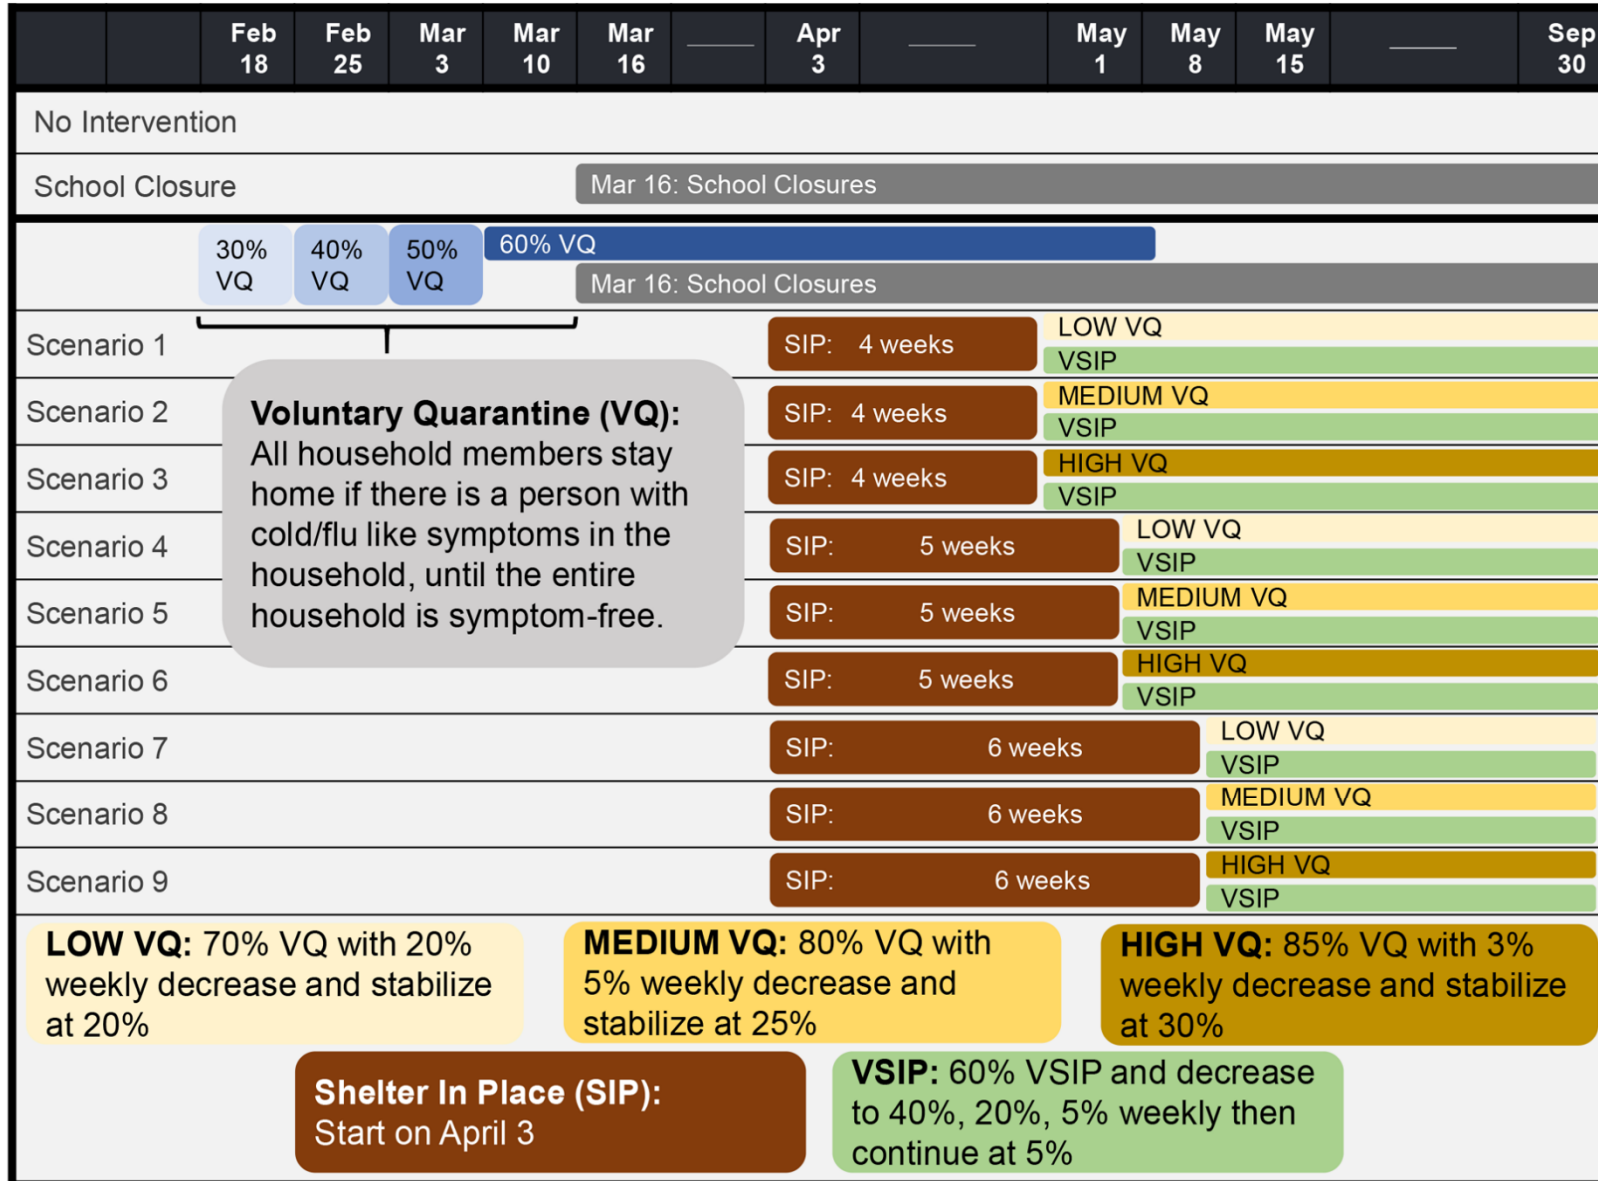 Feb 18
Feb 25
Mar 3
Mar 10
Mar 16
Apr 3
May 1
May 8
May 15
Sep 30
No Intervention
School Closure
Mar 16: School Closures
30% VQ
40% VQ
50% VQ
60% VQ
Mar 16: School Closures
Scenario 1
SIP: 4 weeks
LOW VQ
VSIP
Scenario 2
SIP: 4 weeks
MEDIUM VQ
VSIP
Scenario 3
SIP: 4 weeks
HIGH VQ
VSIP
Scenario 4
SIP: 5 weeks
LOW VQ
VSIP
Scenario 5
SIP: 5 weeks
MEDIUM VQ
VSIP
Scenario 6
SIP: 5 weeks
HIGH VQ
VSIP
Scenario 7
SIP: 6 weeks
LOW VQ
VSIP
Scenario 8
SIP: 6 weeks
MEDIUM VQ
VSIP
Scenario 9
SIP: 6 weeks
HIGH VQ
VSIP
Voluntary Quarantine (VQ):
All household members stay
home if there is a person with
cold/flu like symptoms in the
household, until the entire
household is symptom-free.
LOW VQ: 70% VQ with 20%
weekly decrease and stabilize
at 20%
MEDIUM VQ: 80% VQ with
5% weekly decrease and
stabilize at 25%
HIGH VQ: 85% VQ with 3%
weekly decrease and stabilize
at 30%
Shelter In Place (SIP):
Start on April 3
VSIP: 60% VSIP and decrease
to 40%, 20%, 5% weekly then
continue at 5%